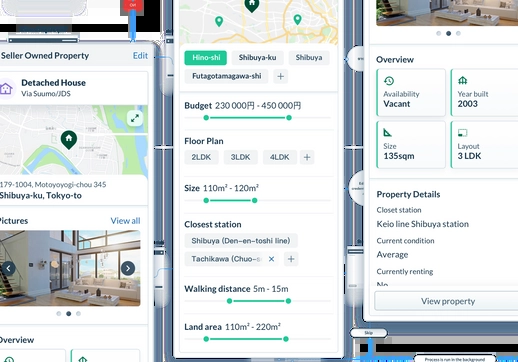 Seller Owned Property Edit
Detached House
Via Suumo/JDS
179-1004, Motoyoyogi-chou 345
Shibuya-ku, Tokyo-to
Pictures View all
Overview
Hino-shi Shibuya-ku Shibuya
Futagotamagawa-shi +
Budget 230 000円 - 450 000円
Floor Plan
2LDK 3LDK 4LDK +
Size 110m² - 120m²
Closest station
Shibuya (Den-en-toshi line)
Tachikawa (Chuo-s × +
Walking distance 5m - 15m
Land area 110m² - 220m²
Overview
Availability
Vacant
Year built
2003
Size
135sqm
Layout
3 LDK
Property Details
Closet station
Keio line Shibuya station
Current condition
Average
Currently renting
No
View property
Skip
Process is run in the background